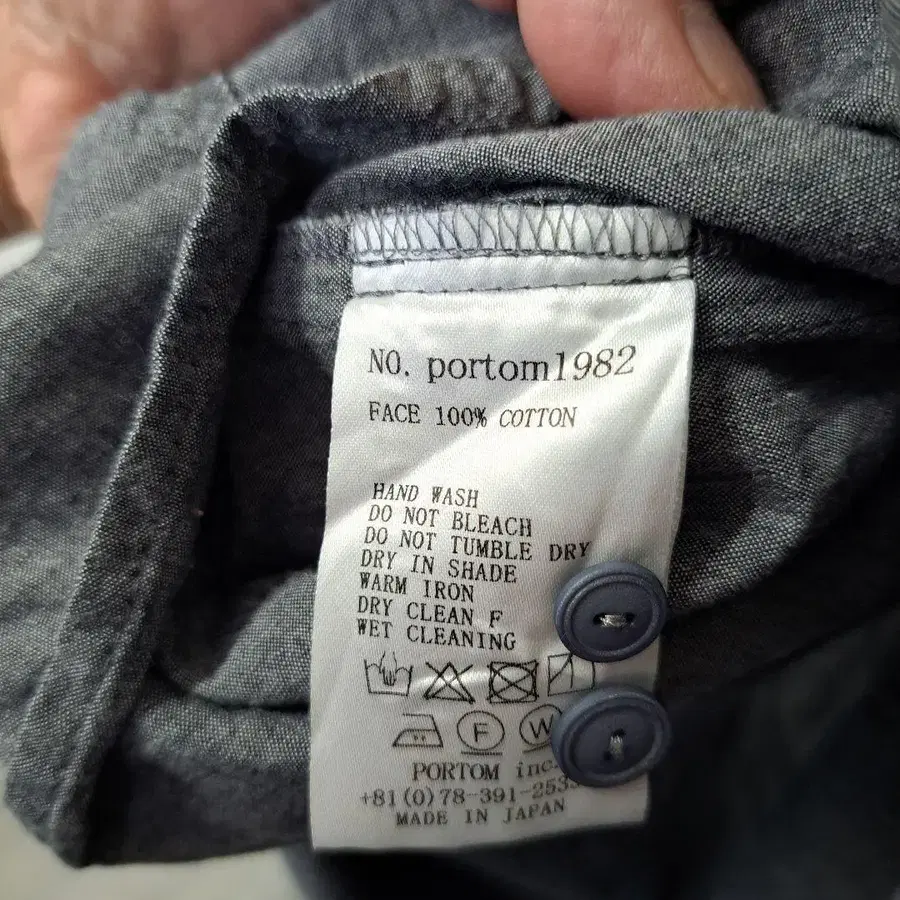 NO. portom1982
FACE 100% COTTON
HAND WASH
DO NOT BLEACH
DO NOT TUMBLE DRY
DRY IN SHADE
WARM IRON
DRY CLEAN F
WET CLEANING
F W
PORTOM inc.
+81(0)78-391-253
MADE IN JAPAN